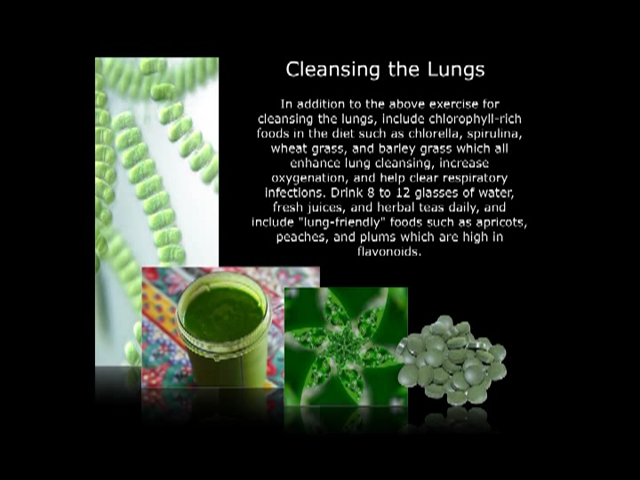 Cleansing the Lungs
In addition to the above exercise for
cleansing the lungs, include chlorophyll-rich
foods in the diet such as chlorella, spirulina,
wheat grass, and barley grass which all
enhance lung cleansing, increase
oxygenation, and help clear respiratory
infections. Drink 8 to 12 glasses of water,
fresh juices, and herbal teas daily, and
include "lung-friendly" foods such as apricots,
peaches, and plums which are high in
flavonoids.